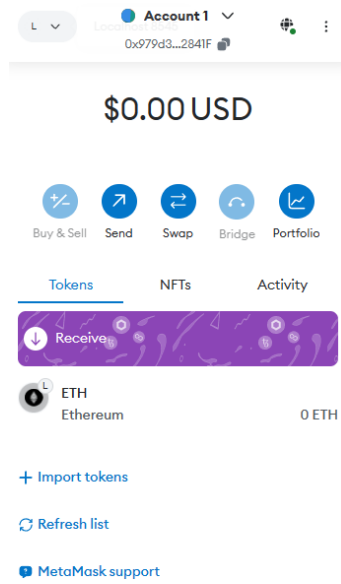 L
Account 1
0x979d3...2841F
$0.00 USD
Buy & Sell
Send
Swap
Bridge
Portfolio
Tokens
NFTs
Activity
Receive
L
ETH
Ethereum
0 ETH
+ Import tokens
Refresh list
MetaMask support